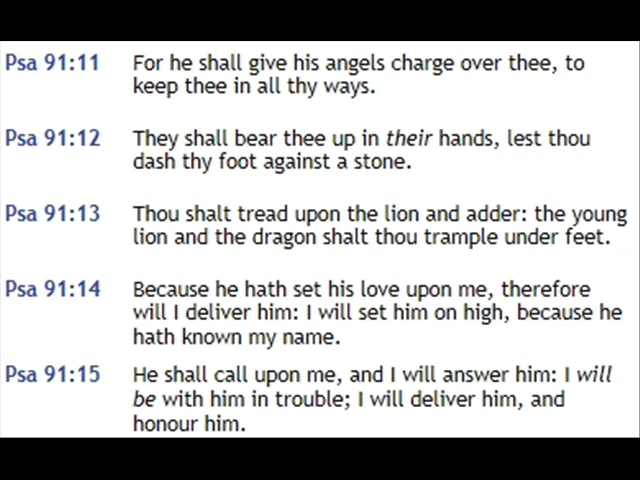 Psa 91:11 For he shall give his angels charge over thee, to
keep thee in all thy ways.
Psa 91:12 They shall bear thee up in their hands, lest thou
dash thy foot against a stone.
Psa 91:13 Thou shalt tread upon the lion and adder: the young
lion and the dragon shalt thou trample under feet.
Psa 91:14 Because he hath set his love upon me, therefore
will I deliver him: I will set him on high, because he
hath known my name.
Psa 91:15 He shall call upon me, and I will answer him: I will
be with him in trouble; I will deliver him, and
honour him.